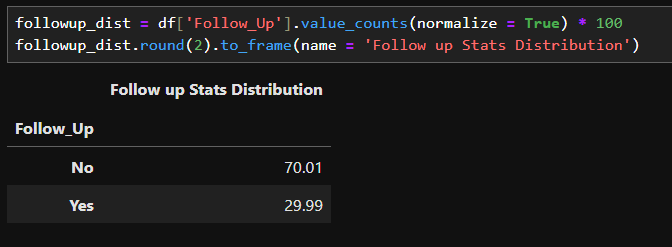 followup_dist = df['Follow_Up'].value_counts(normalize = True) * 100
followup_dist.round(2).to_frame(name = 'Follow up Stats Distribution')
Follow up Stats Distribution
Follow_Up
No 70.01
Yes 29.99